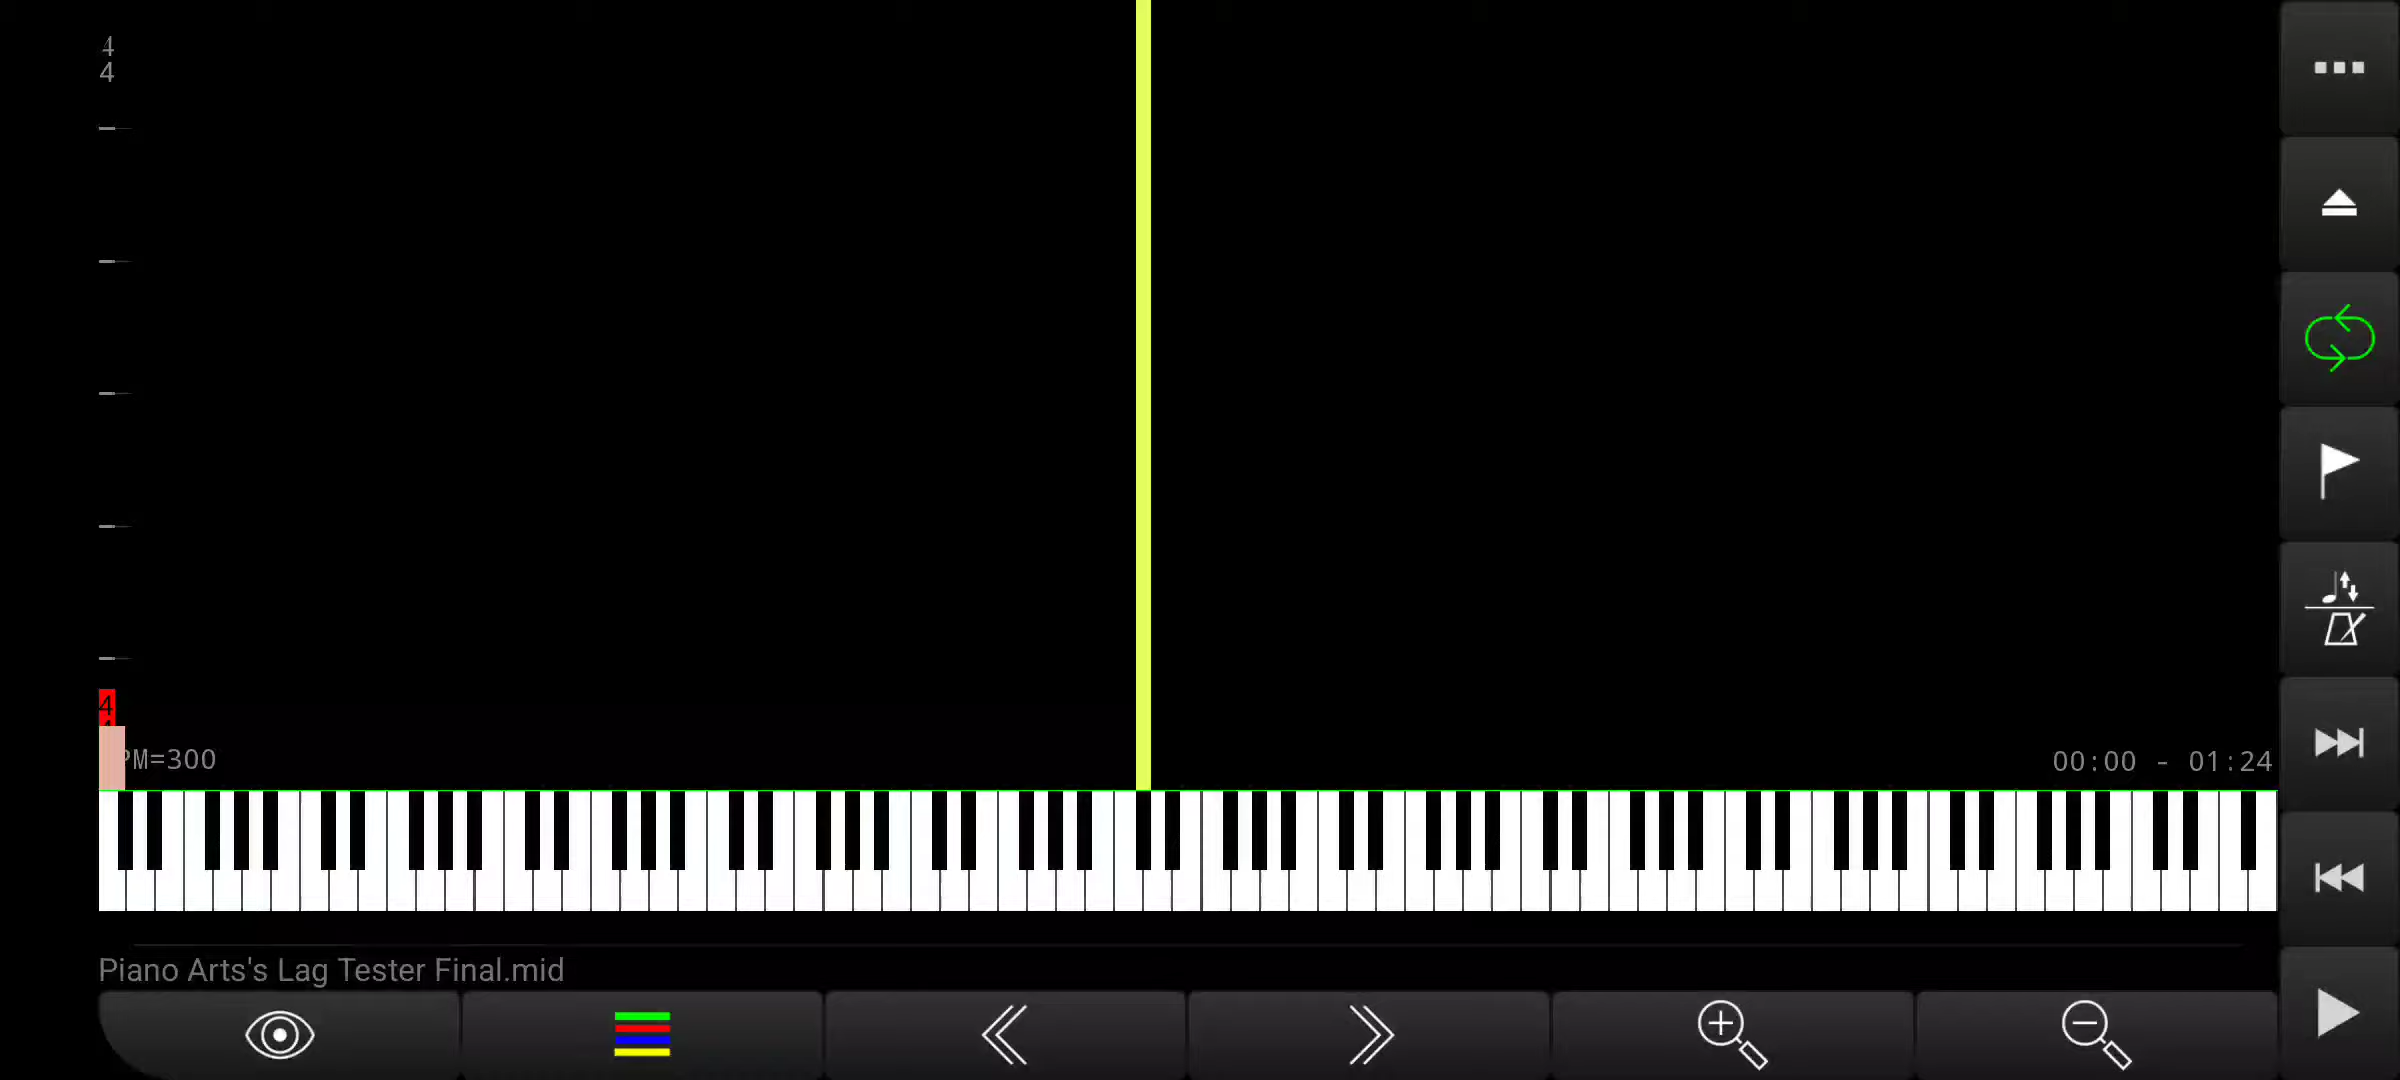 4
4
4
PM=300
00:00 - 01:24
Piano Arts's Lag Tester Final.mid